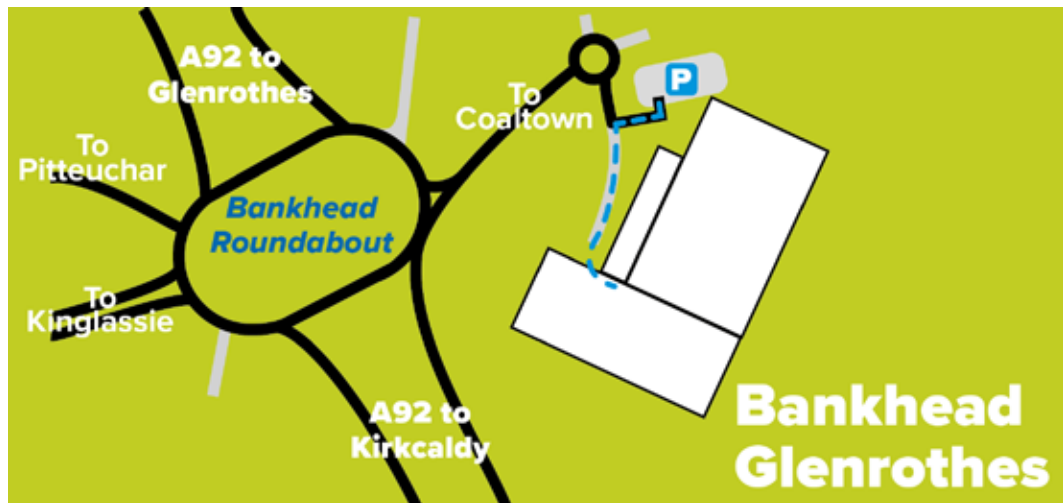 A92 to
Glenrothes
To
Pitteuchar
To
Coaltown
P
Bankhead
Roundabout
To
Kinglassie
A92 to
Kirkcaldy
Bankhead
Glenrothes